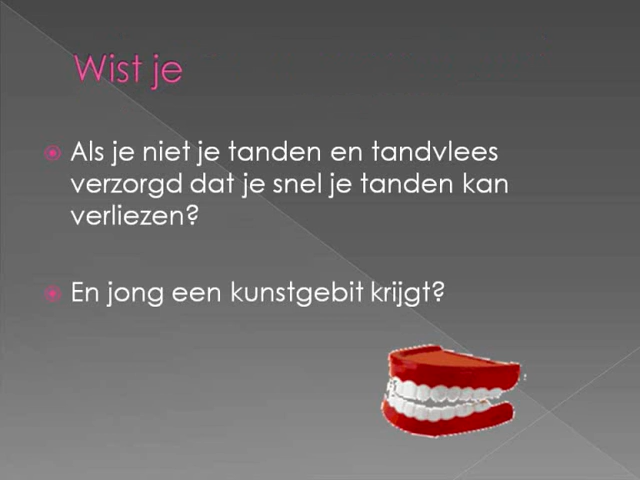 Wist je
Als je niet je tanden en tandvlees
verzorgd dat je snel je tanden kan
verliezen?
En jong een kunstgebit krijgt?